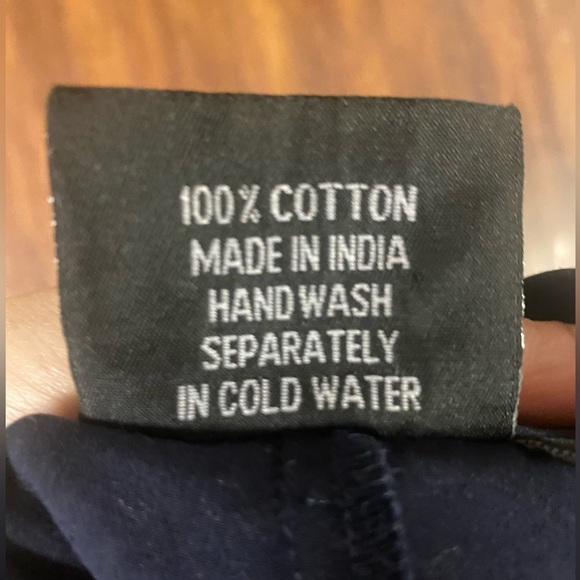 100% COTTON
MADE IN INDIA
HAND WASH
SEPARATELY
IN COLD WATER